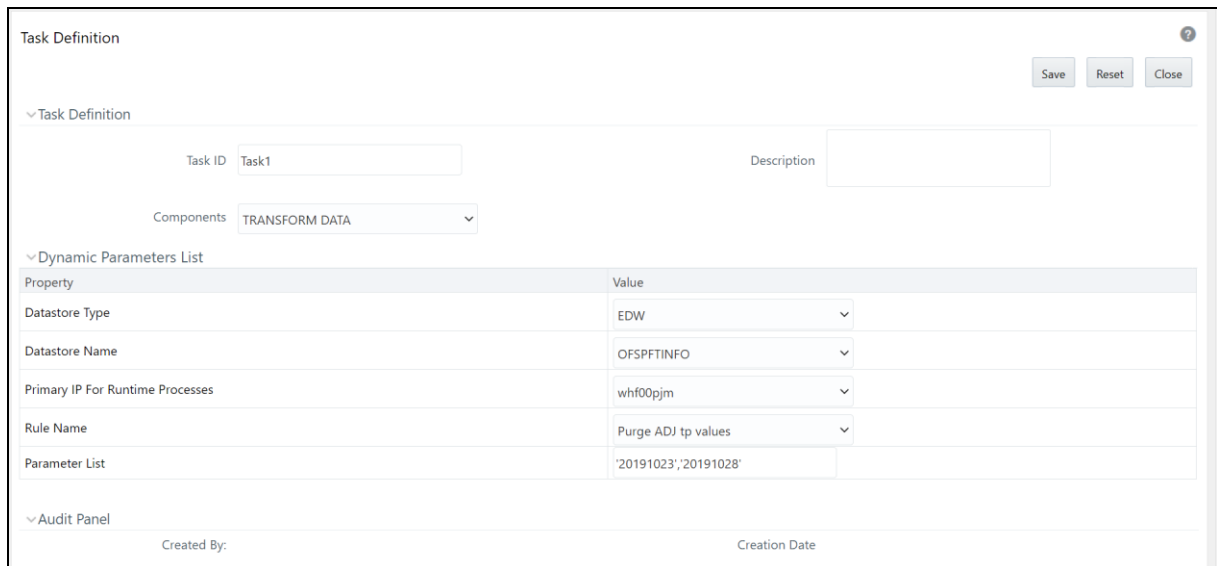 Task Definition
?
Save Reset Close
Task Definition
Task ID Task1 Description
Components TRANSFORM DATA
Dynamic Parameters List
Property Value
Datastore Type EDW
Datastore Name OFSPFTINFO
Primary IP For Runtime Processes whf00pjm
Rule Name Purge ADJ tp values
Parameter List '20191023','20191028'
Audit Panel
Created By: Creation Date